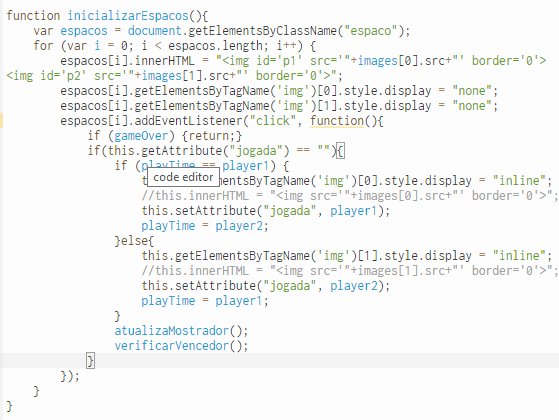 function inicializarEspacos(){
var espacos = document.getElementsByClassName("espaco");
for (var i = 0; i < espacos.length; i++) {
espacos[i].innerHTML = "<img id='p1' src='"+images[0].src+"' border='0'>
<img id='p2' src='"+images[1].src+"' border='0'>";
espacos[i].getElementsByTagName('img')[0].style.display = "none";
espacos[i].getElementsByTagName('img')[1].style.display = "none";
espacos[i].addEventListener("click", function(){
if (gameOver) {return;}
if(this.getAttribute("jogada") == ""){
if (playTime == player1) {
code editor
ntsByTagName('img')[0].style.display = "inline";
//this.innerHTML = "<img src='"+images[0].src+"' border='0'>";
this.setAttribute("jogada", player1);
playTime = player2;
}else{
this.getElementsByTagName('img')[1].style.display = "inline";
//this.innerHTML = "<img src='"+images[1].src+"' border='0'>";
this.setAttribute("jogada", player2);
playTime = player1;
}
atualizaMostrador();
verificarVencedor();
}
});
}
}